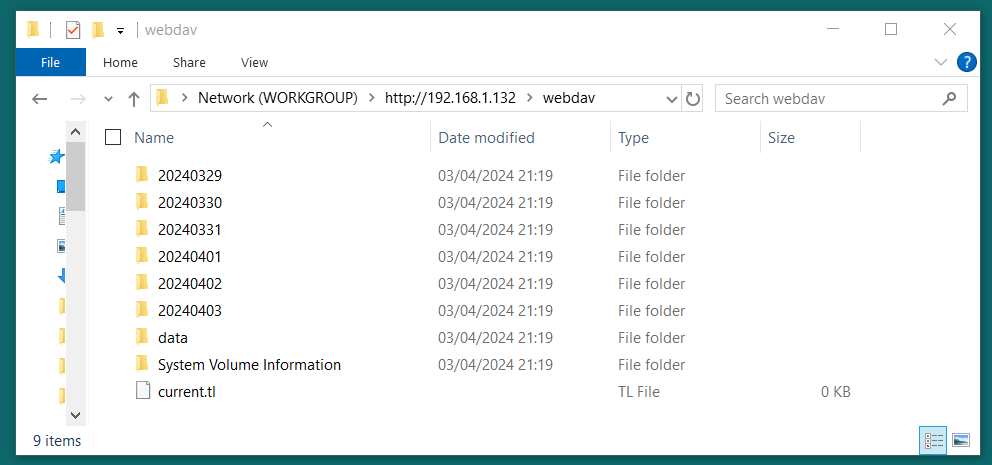 webdav
File Home Share View
?
Network (WORKGROUP) http://192.168.1.132 webdav Search webdav
Name Date modified Type Size
20240329 03/04/2024 21:19 File folder
20240330 03/04/2024 21:19 File folder
20240331 03/04/2024 21:19 File folder
20240401 03/04/2024 21:19 File folder
20240402 03/04/2024 21:19 File folder
20240403 03/04/2024 21:19 File folder
data 03/04/2024 21:19 File folder
System Volume Information 03/04/2024 21:19 File folder
current.tl TL File 0 KB
9 items